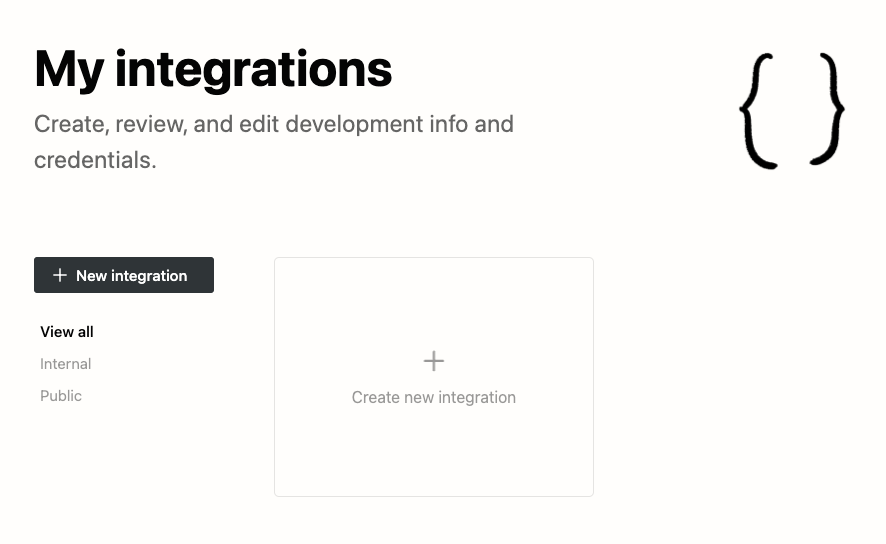 My integrations
Create, review, and edit development info and
credentials.
{ }
+ New integration
View all
Internal
Public
+
Create new integration